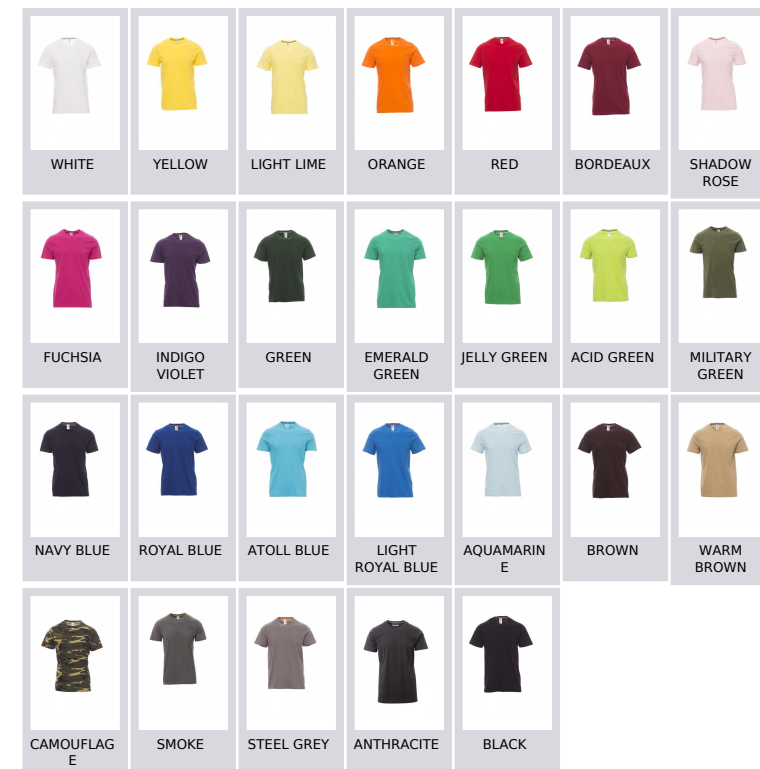 WHITE
YELLOW
LIGHT LIME
ORANGE
RED
BORDEAUX
SHADOW
ROSE
FUCHSIA
INDIGO
VIOLET
GREEN
EMERALD
GREEN
JELLY GREEN
ACID GREEN
MILITARY
GREEN
NAVY BLUE
ROYAL BLUE
ATOLL BLUE
LIGHT
ROYAL BLUE
AQUAMARIN
E
BROWN
WARM
BROWN
CAMOUFLAG
E
SMOKE
STEEL GREY
ANTHRACITE
BLACK